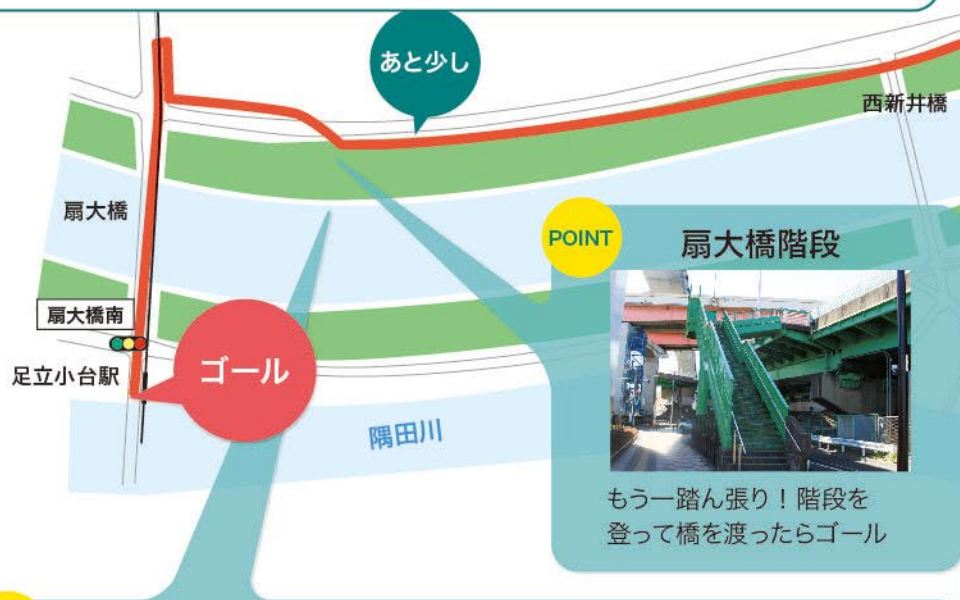 あと少し
西新井橋
扇大橋
POINT
扇大橋階段
扇大橋南
足立小台駅
ゴール
隅田川
もう一踏ん張り！階段を
登って橋を渡ったらゴール